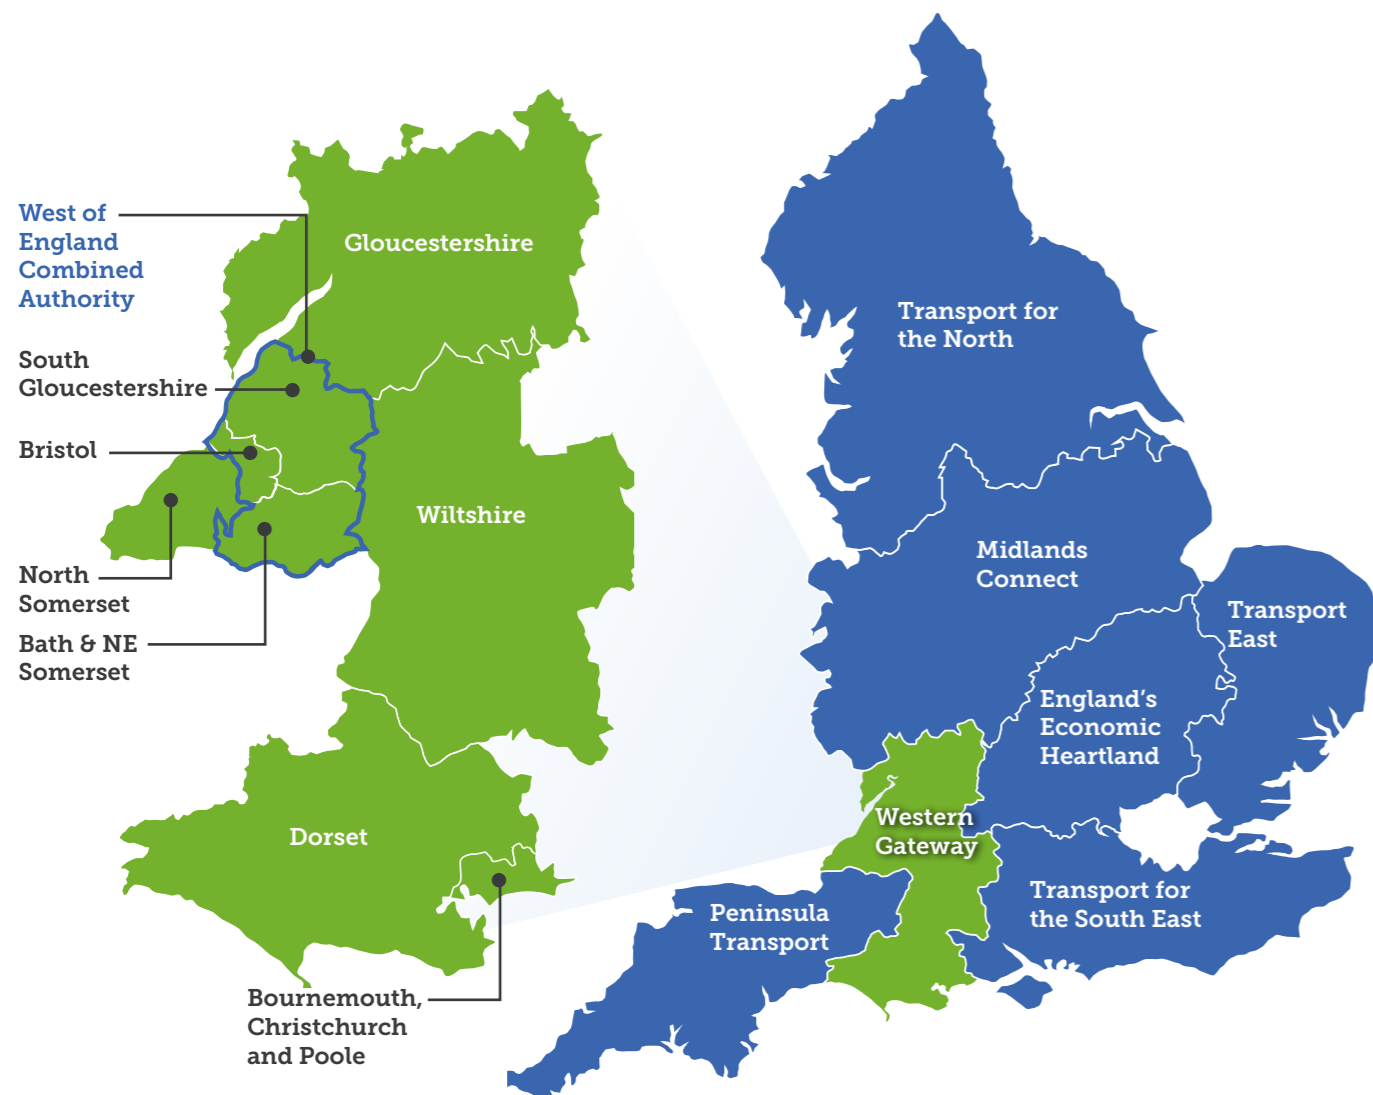 West of
England
Combined
Authority
South
Gloucestershire
Bristol
North
Somerset
Bath & NE
Somerset
Gloucestershire
Wiltshire
Dorset
Bournemouth,
Christchurch
and Poole
Transport for
the North
Midlands
Connect
Transport
East
England’s
Economic
Heartland
Western
Gateway
Transport for
the South East
Peninsula
Transport